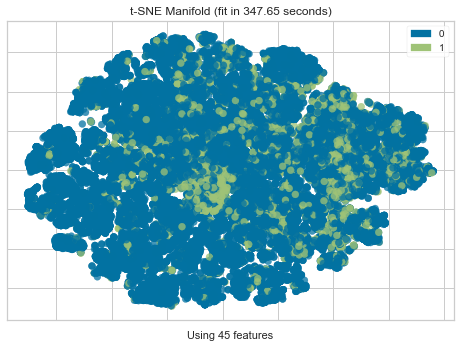 t-SNE Manifold (fit in 347.65 seconds)
0
1
Using 45 features